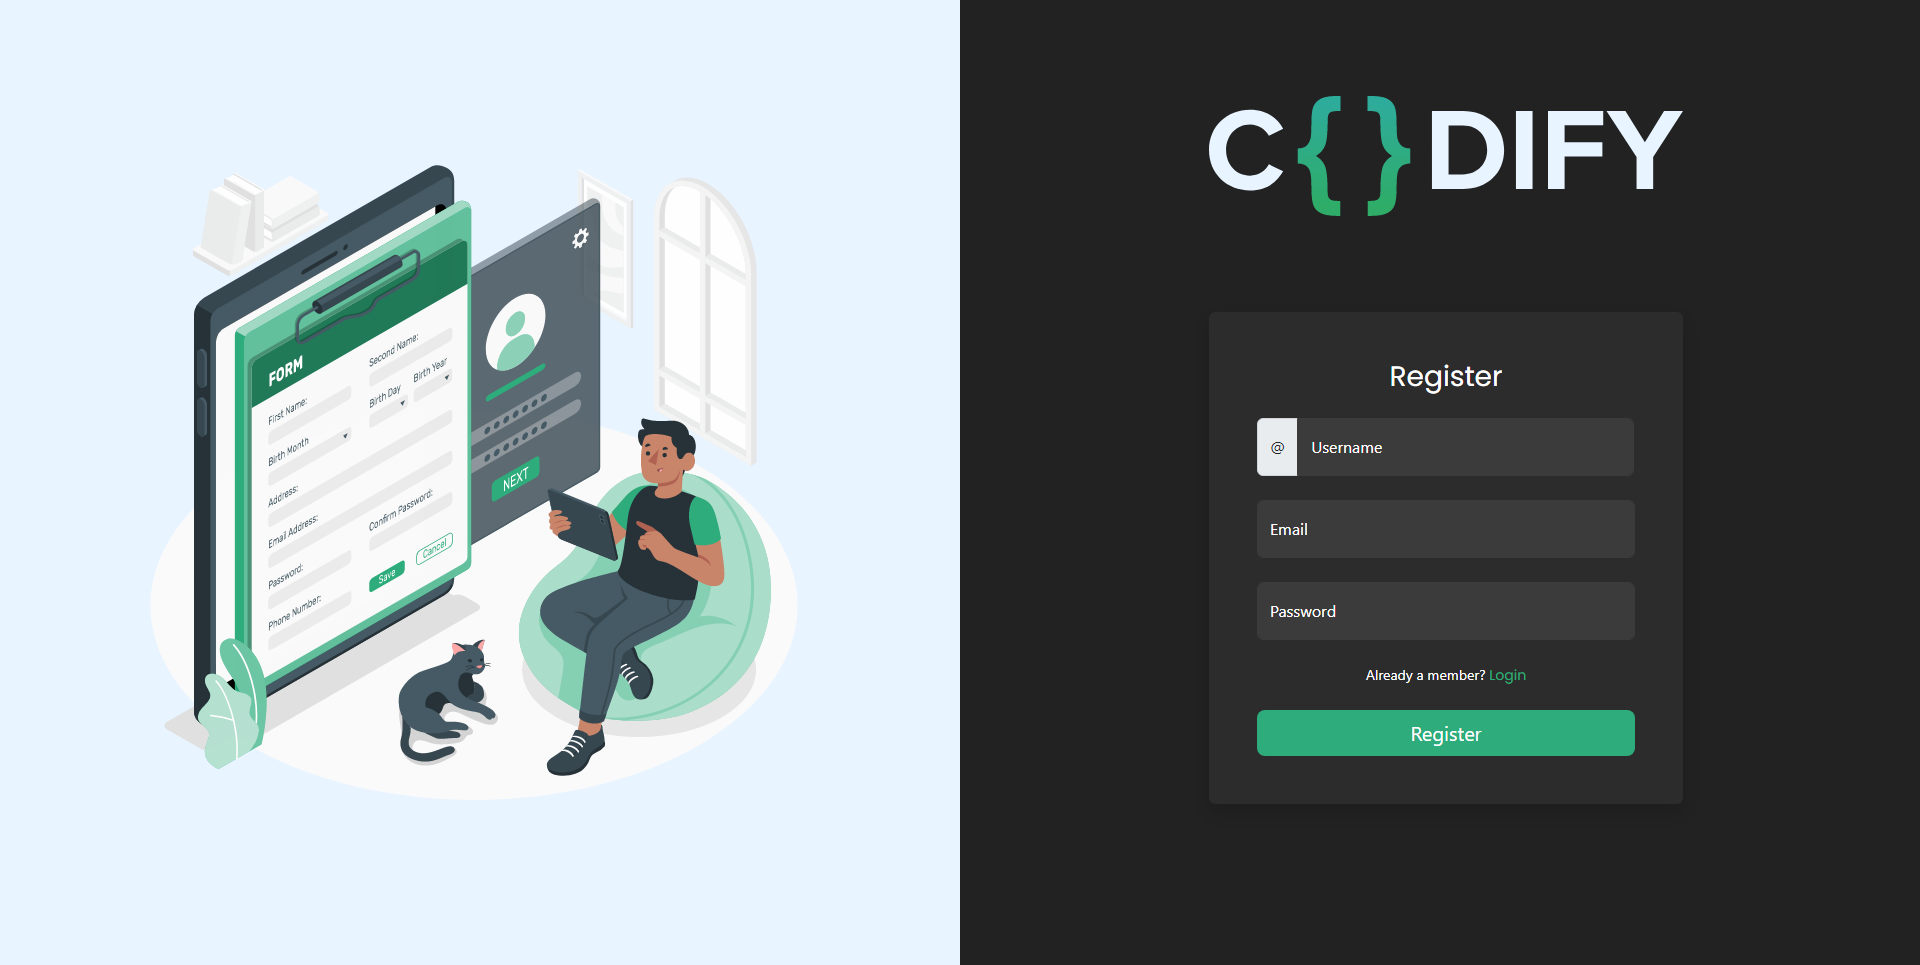 FORM
First Name:
Second Name:
Birth Month
Birth Day
Birth Year
Address:
Email Address:
Password:
Confirm Password:
Phone Number:
Save
Cancel
NEXT
C{ }DIFY
Register
@ Username
Email
Password
Already a member? Login
Register